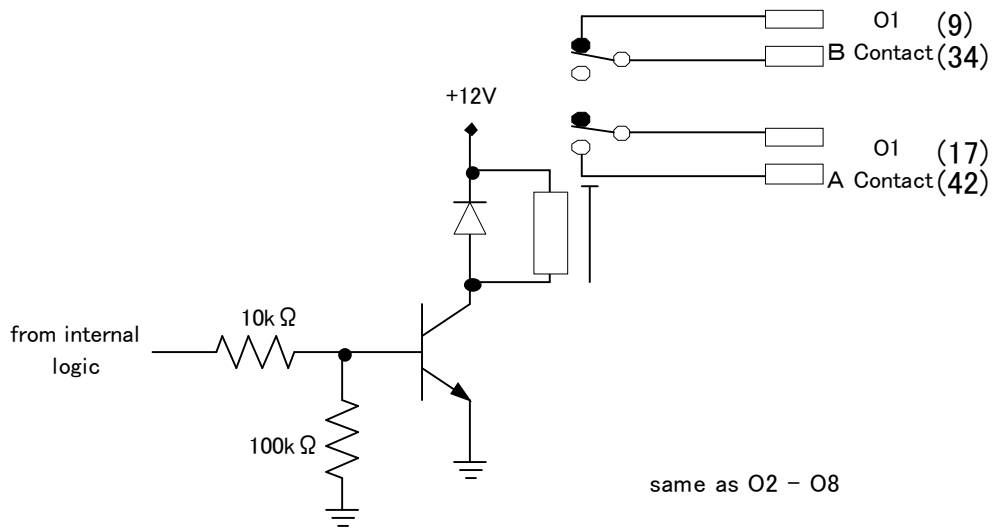 O1 (9)
B Contact (34)
+12V
O1 (17)
A Contact (42)
10kΩ
from internal
logic
100kΩ
same as O2 - O8